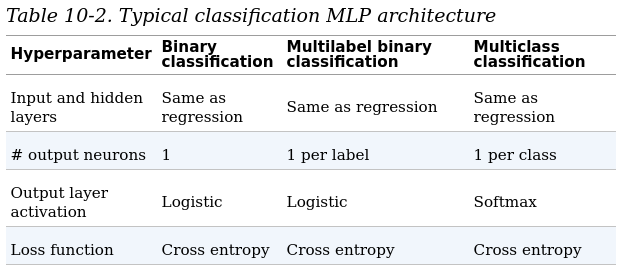 Table 10-2. Typical classification MLP architecture
Hyperparameter Binary classification Multilabel binary classification Multiclass classification
Input and hidden layers Same as regression Same as regression Same as regression
# output neurons 1 1 per label 1 per class
Output layer activation Logistic Logistic Softmax
Loss function Cross entropy Cross entropy Cross entropy